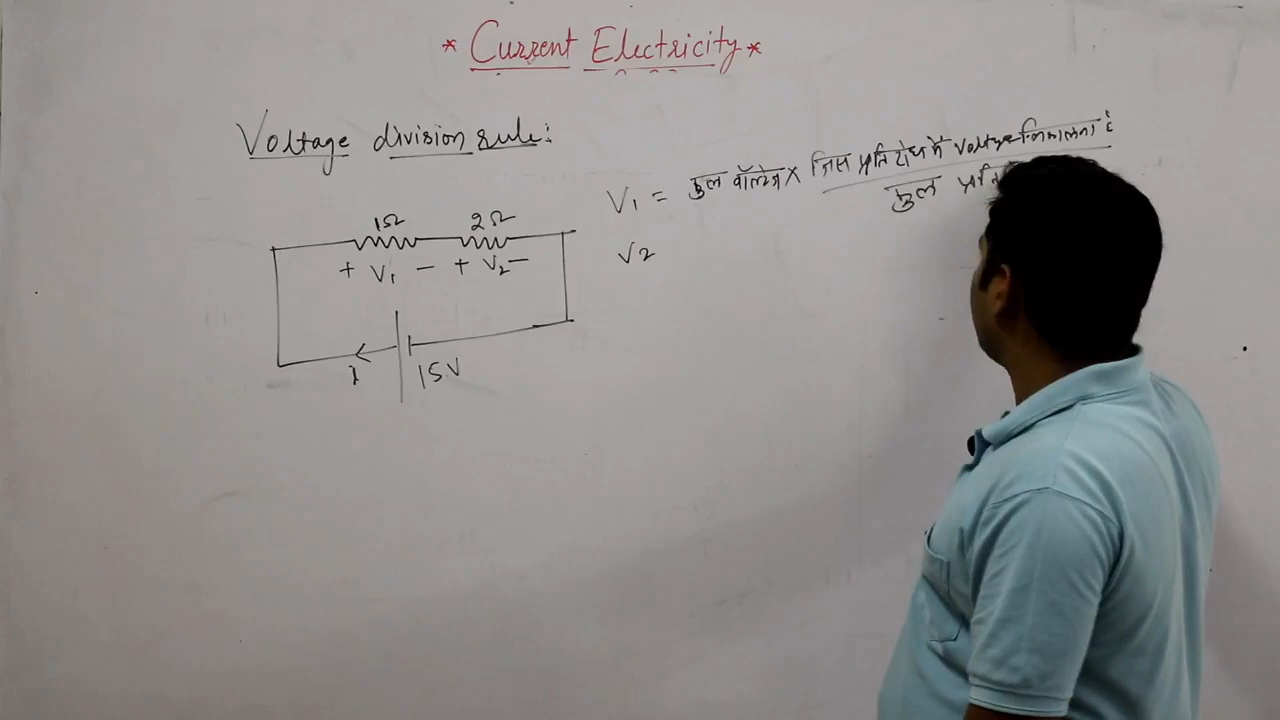 * Current Electricity *
Voltage division rule:
V₁ = कुल वोल्टेज × जिस प्रतिरोध में Voltage निकालना है
कुल
V2
1Ω 2Ω
+ V₁ - + V₂ -
i 15V